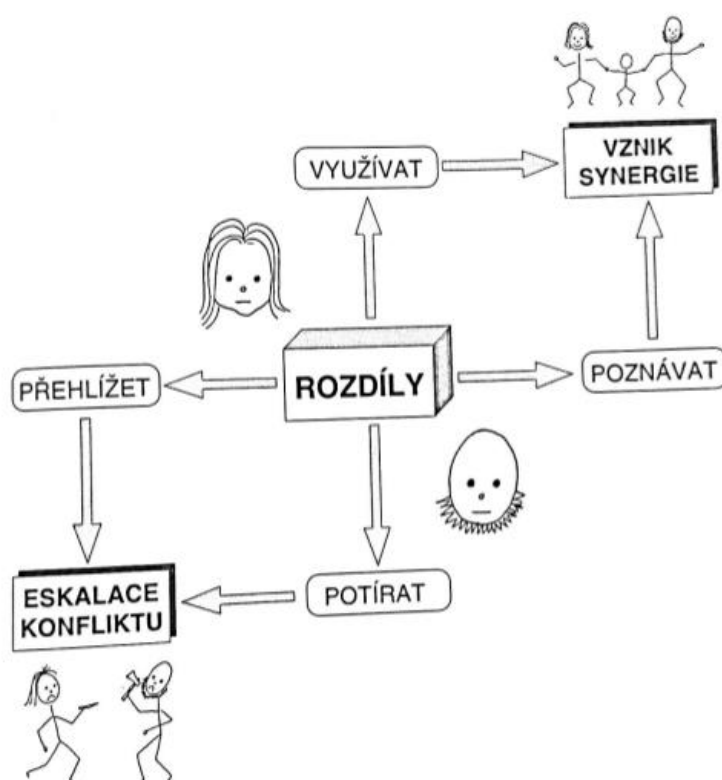 VYUŽÍVAT
VZNIK
SYNERGIE
PŘEHLÍŽET
ROZDÍLY
POZNÁVAT
ESKALACE
KONFLIKTU
POTÍRAT